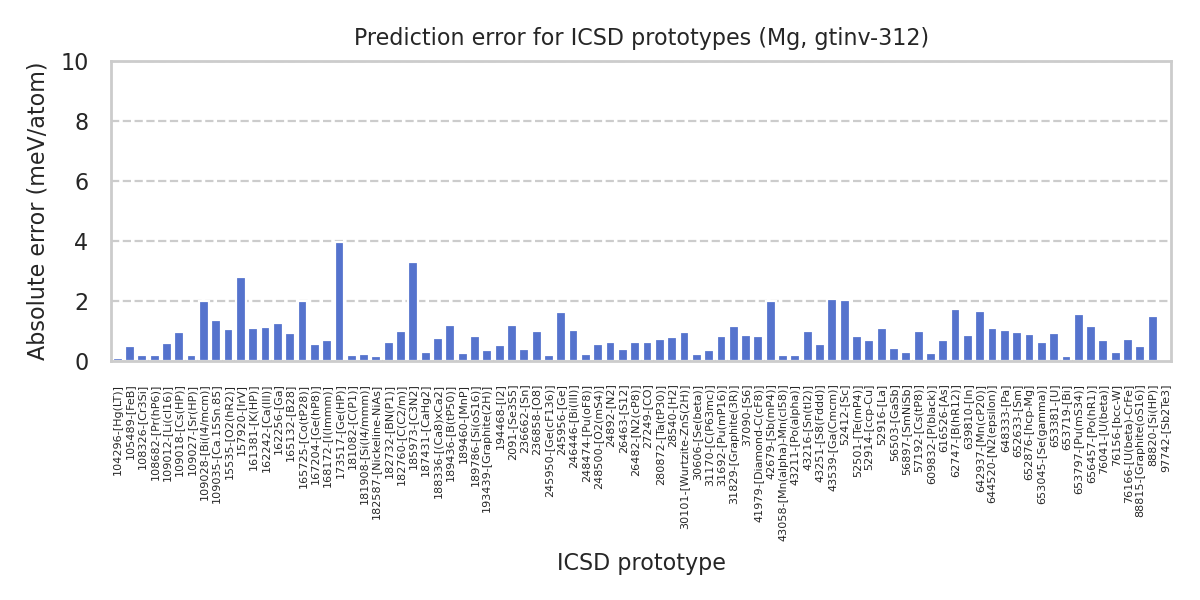 Prediction error for ICSD prototypes (Mg, gtinv-312)
Absolute error (meV/atom)
10
8
6
4
2
0
104296-[Hg(LT)]
105489-[FeB]
108326-[Cr3Si]
108682-[Pr(hP6)]
109012-[Li(cI16)]
109018-[Cs(HP)]
109027-[Sr(HP)]
109028-[Bi(I4/mcm)]
109035-[Ca.15Sn.85]
15535-[O2(hR2)]
157920-[IrV]
161381-[K(HP)]
162242-[Ca(III)]
162256-[Ga]
165132-[B28]
165725-[Co(tP28)]
167204-[Ge(hP8)]
168172-[I(Immm)]
173517-[Ge(HP)]
181082-[C(P1)]
181908-[Si(I4/mmm)]
182587-[Nickeline-NiAs]
182732-[BN(P1)]
182760-[C(C2/m)]
185973-[C3N2]
187431-[CaHg2]
188336-[(Ca8)xCa2]
189436-[B(tP50)]
189460-[MnP]
189786-[Si(oS16)]
193439-[Graphite(2H)]
194468-[I2]
2091-[Se3S5]
236662-[Sn]
236858-[O8]
245950-[Ge(cF136)]
245956-[Ge]
246446-[Bi(III)]
248474-[Pu(oF8)]
248500-[O2(mS4)]
24892-[N2]
26463-[S12]
26482-[N2(cP8)]
27249-[CO]
280872-[Ta(tP30)]
28540-[H2]
30101-[Wurtzite-ZnS(2H)]
30606-[Se(beta)]
31170-[C(P63mc)]
31692-[Pu(mP16)]
31829-[Graphite(3R)]
37090-[S6]
41979-[Diamond-C(cF8)]
42679-[Sb(mP4)]
43058-[Mn(alpha)-Mn(cI58)]
43211-[Po(alpha)]
43216-[Sn(tI2)]
43251-[S8(Fddd)]
43539-[Ga(Cmcm)]
52412-[Sc]
52501-[Te(mP4)]
52914-[fcc-Cu]
52916-[La]
56503-[GaSb]
56897-[SmNiSb]
57192-[Cs(tP8)]
609832-[P(black)]
616526-[As]
62747-[B(hR12)]
639810-[In]
642937-[Mn(cP20)]
644520-[N2(epsilon)]
648333-[Pa]
652633-[Sm]
652876-[hcp-Mg]
653045-[Se(gamma)]
653381-[U]
653719-[Bi]
653797-[Pu(mS34)]
656457-[Po(hR1)]
76041-[U(beta)]
76156-[bcc-W]
76166-[U(beta)-CrFe]
88815-[Graphite(oS16)]
88820-[Si(HP)]
97742-[Sb2Te3]
ICSD prototype